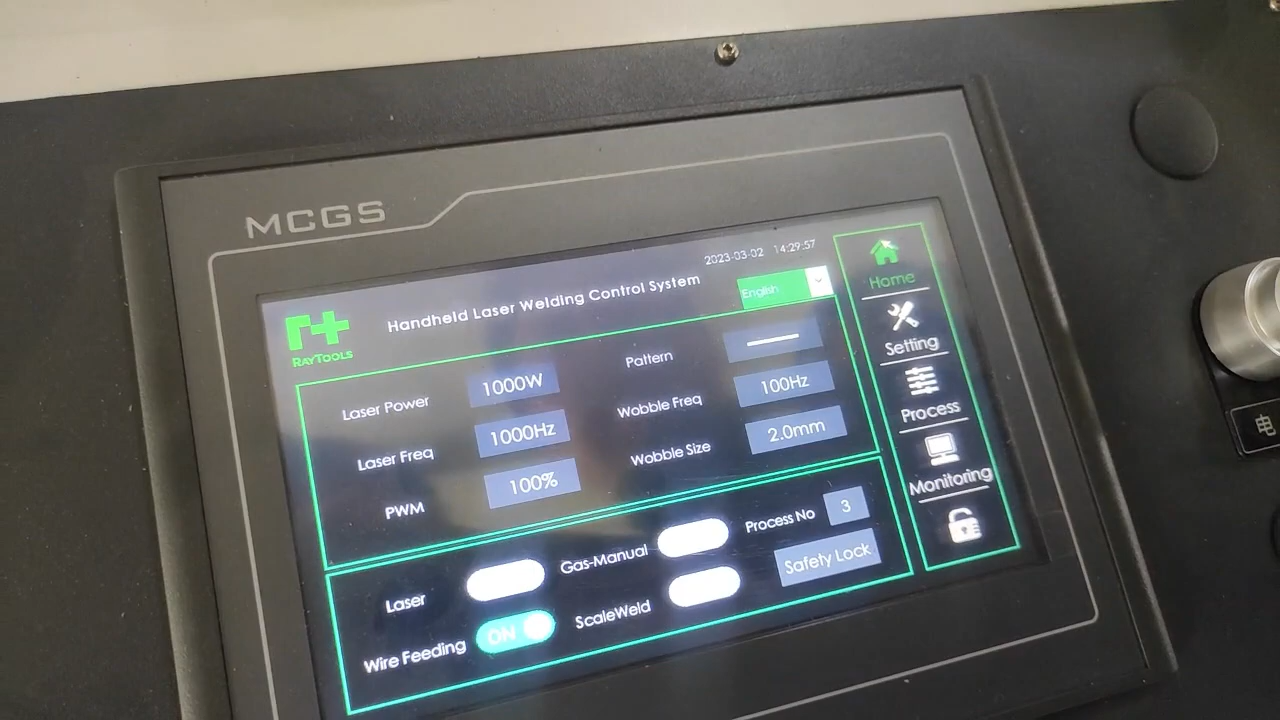 MCGS
2023-03-02 14:29:57
RAYTOOLS
Handheld Laser Welding Control System
English
Laser Power 1000W
Pattern
Laser Freq 1000Hz
Wobble Freq 100Hz
PWM 100%
Wobble Size 2.0mm
Laser
Gas-Manual
Process No 3
Wire Feeding ON
ScaleWeld
Safety Lock
Home
Setting
Process
Monitoring
电